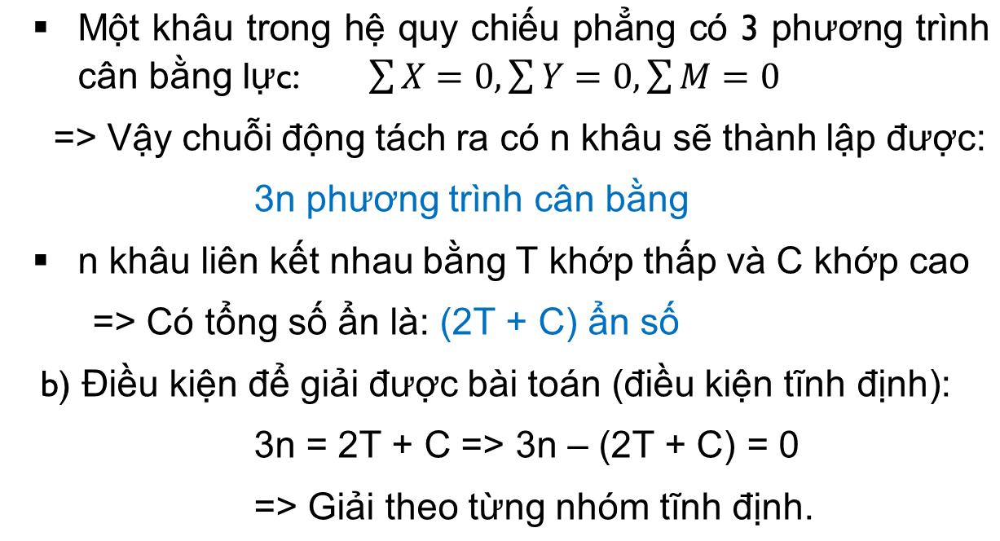 ▪ Một khâu trong hệ quy chiếu phẳng có 3 phương trình
cân bằng lực: ∑ X = 0, ∑ Y = 0, ∑ M = 0
=> Vậy chuỗi động tách ra có n khâu sẽ thành lập được:
3n phương trình cân bằng
▪ n khâu liên kết nhau bằng T khớp thấp và C khớp cao
=> Có tổng số ẩn là: (2T + C) ẩn số
b) Điều kiện để giải được bài toán (điều kiện tĩnh định):
3n = 2T + C => 3n – (2T + C) = 0
=> Giải theo từng nhóm tĩnh định.